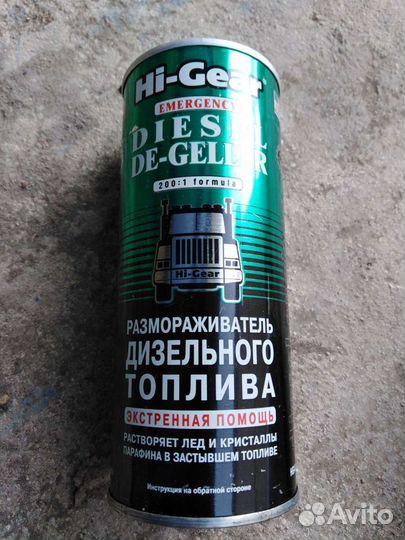 Hi-Gear
EMERGENCY
DIESEL
DE-GELLER
200:1 formula
Hi-Gear
РАЗМОРАЖИВАТЕЛЬ
ДИЗЕЛЬНОГО
ТОПЛИВА
ЭКСТРЕННАЯ ПОМОЩЬ
РАСТВОРЯЕТ ЛЕД И КРИСТАЛЛЫ
ПАРАФИНА В ЗАСТЫВШЕМ ТОПЛИВЕ
Инструкция на обратной стороне
Avito